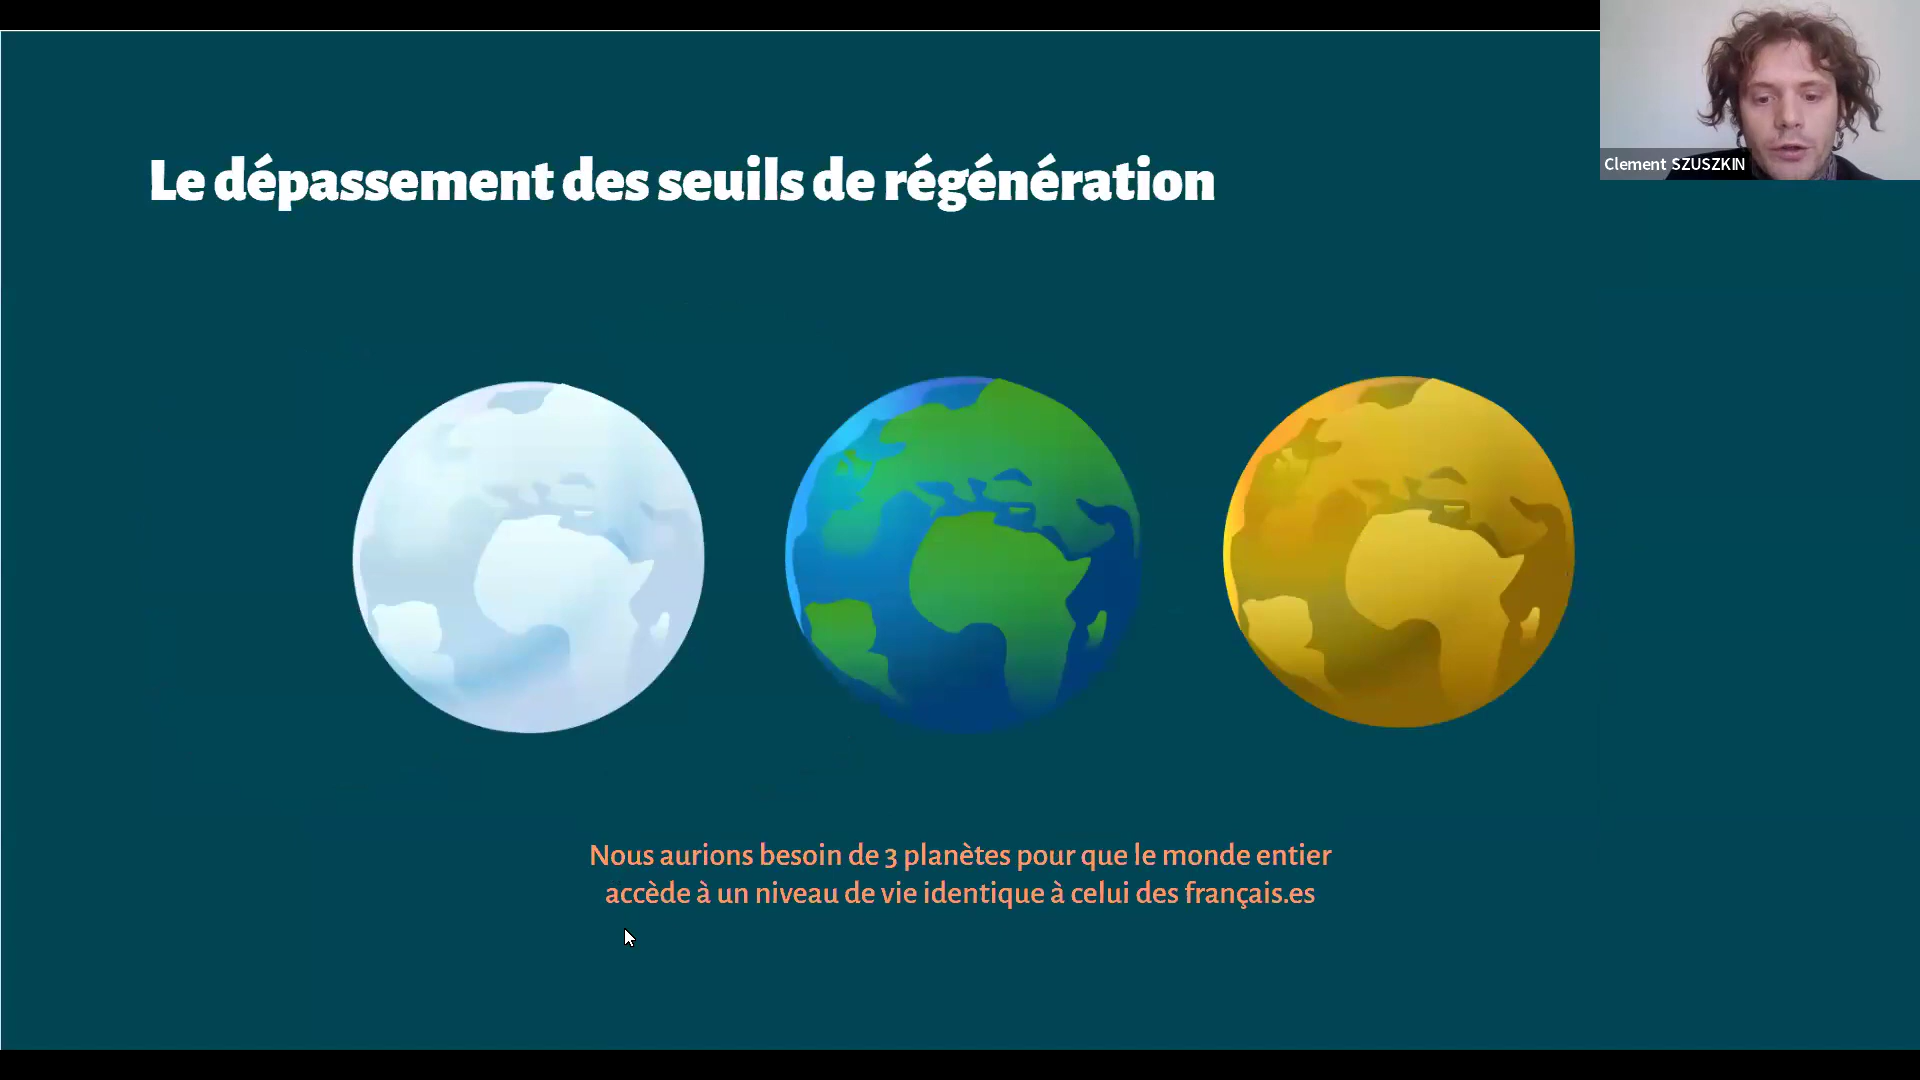 Le dépassement des seuils de régénération
Clement SZUSZKIN
Nous aurions besoin de 3 planètes pour que le monde entier
accède à un niveau de vie identique à celui des français.es